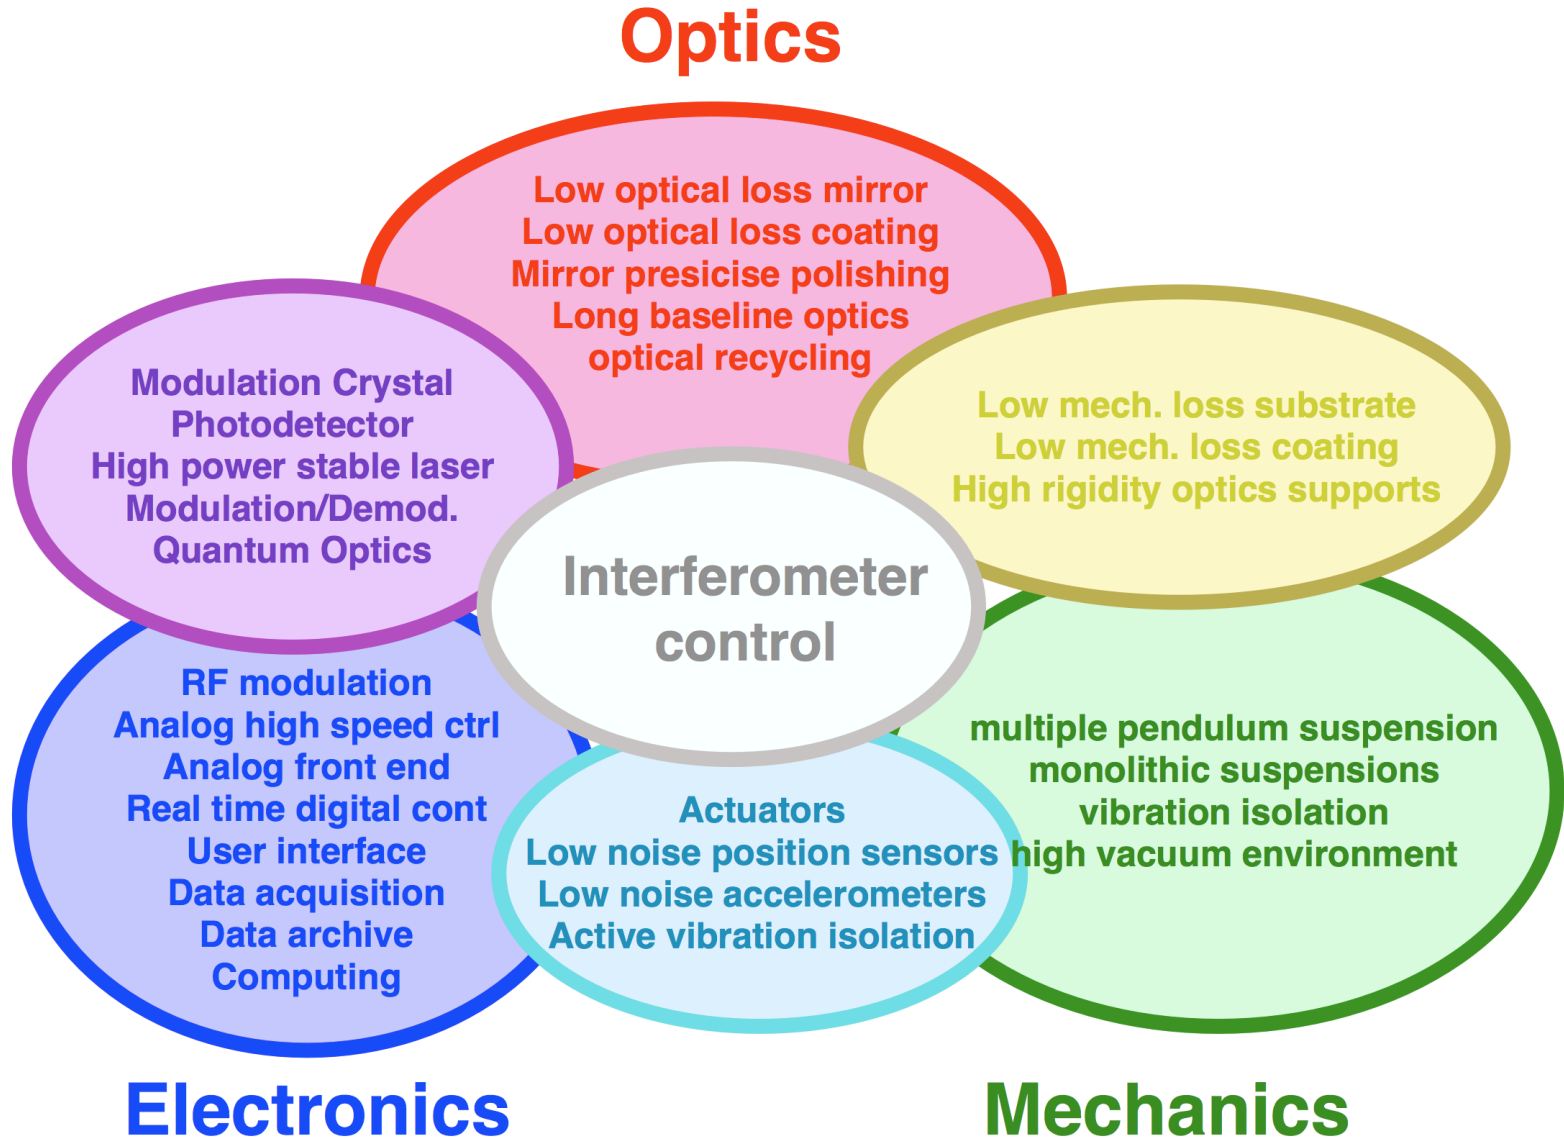 Optics
Low optical loss mirror
Low optical loss coating
Mirror presicise polishing
Long baseline optics
optical recycling
Modulation Crystal
Photodetector
High power stable laser
Modulation/Demod.
Quantum Optics
Low mech. loss substrate
Low mech. loss coating
High rigidity optics supports
Interferometer
control
RF modulation
Analog high speed ctrl
Analog front end
Real time digital cont
User interface
Data acquisition
Data archive
Computing
Actuators
Low noise position sensors
Low noise accelerometers
Active vibration isolation
multiple pendulum suspension
monolithic suspensions
vibration isolation
high vacuum environment
Electronics
Mechanics